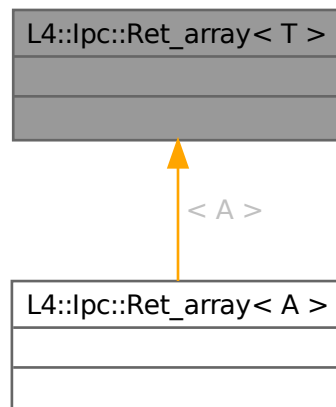 L4::Ipc::Ret_array< T >
< A >
L4::Ipc::Ret_array< A >